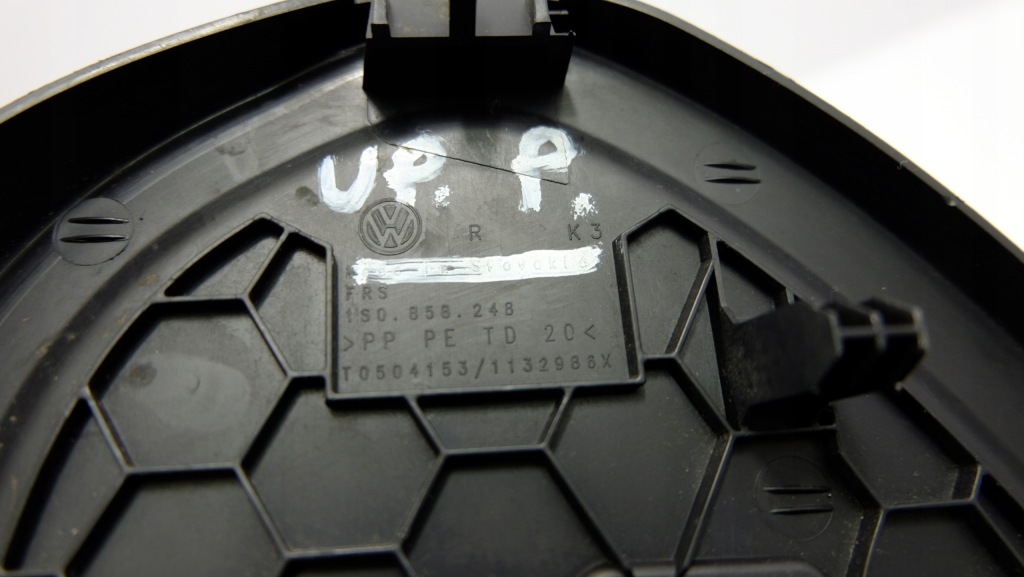 UP. P.
R K3
FRS
1S0.858.248
>PP PE TD 20<
T0504153/1132986X